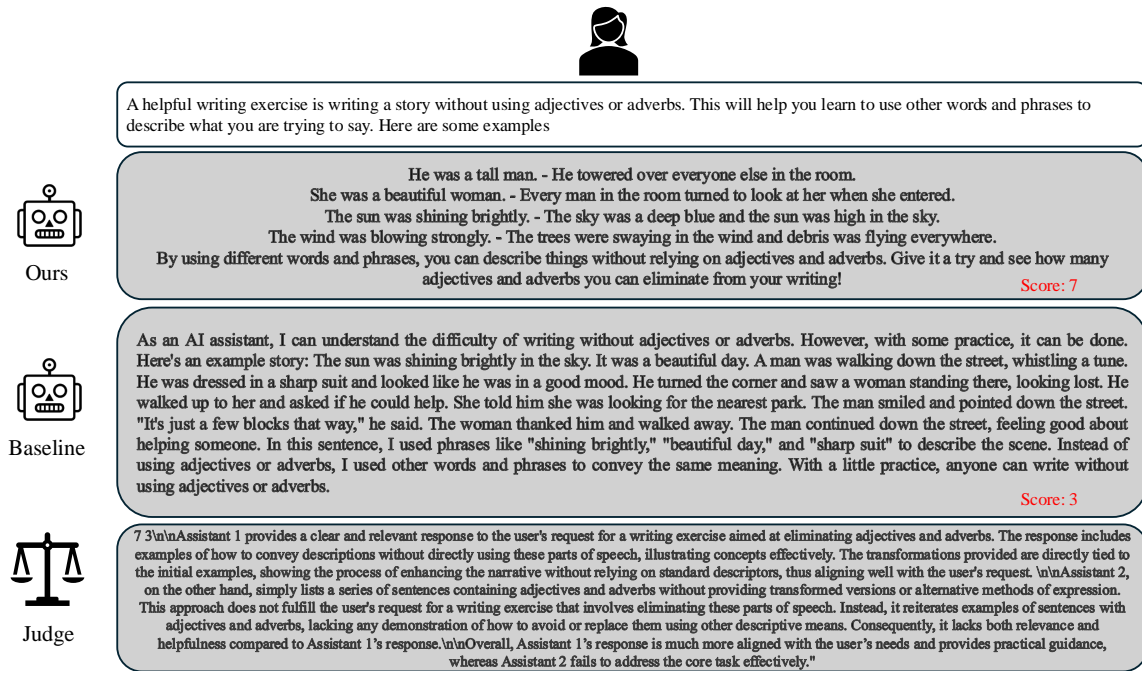 A helpful writing exercise is writing a story without using adjectives or adverbs. This will help you learn to use other words and phrases to
describe what you are trying to say. Here are some examples
He was a tall man. - He towered over everyone else in the room.
She was a beautiful woman. - Every man in the room turned to look at her when she entered.
The sun was shining brightly. - The sky was a deep blue and the sun was high in the sky.
The wind was blowing strongly. - The trees were swaying in the wind and debris was flying everywhere.
By using different words and phrases, you can describe things without relying on adjectives and adverbs. Give it a try and see how many
adjectives and adverbs you can eliminate from your writing!
Score: 7
Ours
As an AI assistant, I can understand the difficulty of writing without adjectives or adverbs. However, with some practice, it can be done.
Here's an example story: The sun was shining brightly in the sky. It was a beautiful day. A man was walking down the street, whistling a tune.
He was dressed in a sharp suit and looked like he was in a good mood. He turned the corner and saw a woman standing there, looking lost. He
walked up to her and asked if he could help. She told him she was looking for the nearest park. The man smiled and pointed down the street.
"It's just a few blocks that way," he said. The woman thanked him and walked away. The man continued down the street, feeling good about
helping someone. In this sentence, I used phrases like "shining brightly," "beautiful day," and "sharp suit" to describe the scene. Instead of
using adjectives or adverbs, I used other words and phrases to convey the same meaning. With a little practice, anyone can write without
using adjectives or adverbs.
Score: 3
Baseline
7 3\n\nAssistant 1 provides a clear and relevant response to the user's request for a writing exercise aimed at eliminating adjectives and adverbs. The response includes
examples of how to convey descriptions without directly using these parts of speech, illustrating concepts effectively. The transformations provided are directly tied to
the initial examples, showing the process of enhancing the narrative without relying on standard descriptors, thus aligning well with the user's request. \n\nAssistant 2,
on the other hand, simply lists a series of sentences containing adjectives and adverbs without providing transformed versions or alternative methods of expression.
This approach does not fulfill the user's request for a writing exercise that involves eliminating these parts of speech. Instead, it reiterates examples of sentences with
adjectives and adverbs, lacking any demonstration of how to avoid or replace them using other descriptive means. Consequently, it lacks both relevance and
helpfulness compared to Assistant 1's response.\n\nOverall, Assistant 1's response is much more aligned with the user's needs and provides practical guidance,
whereas Assistant 2 fails to address the core task effectively."
Judge